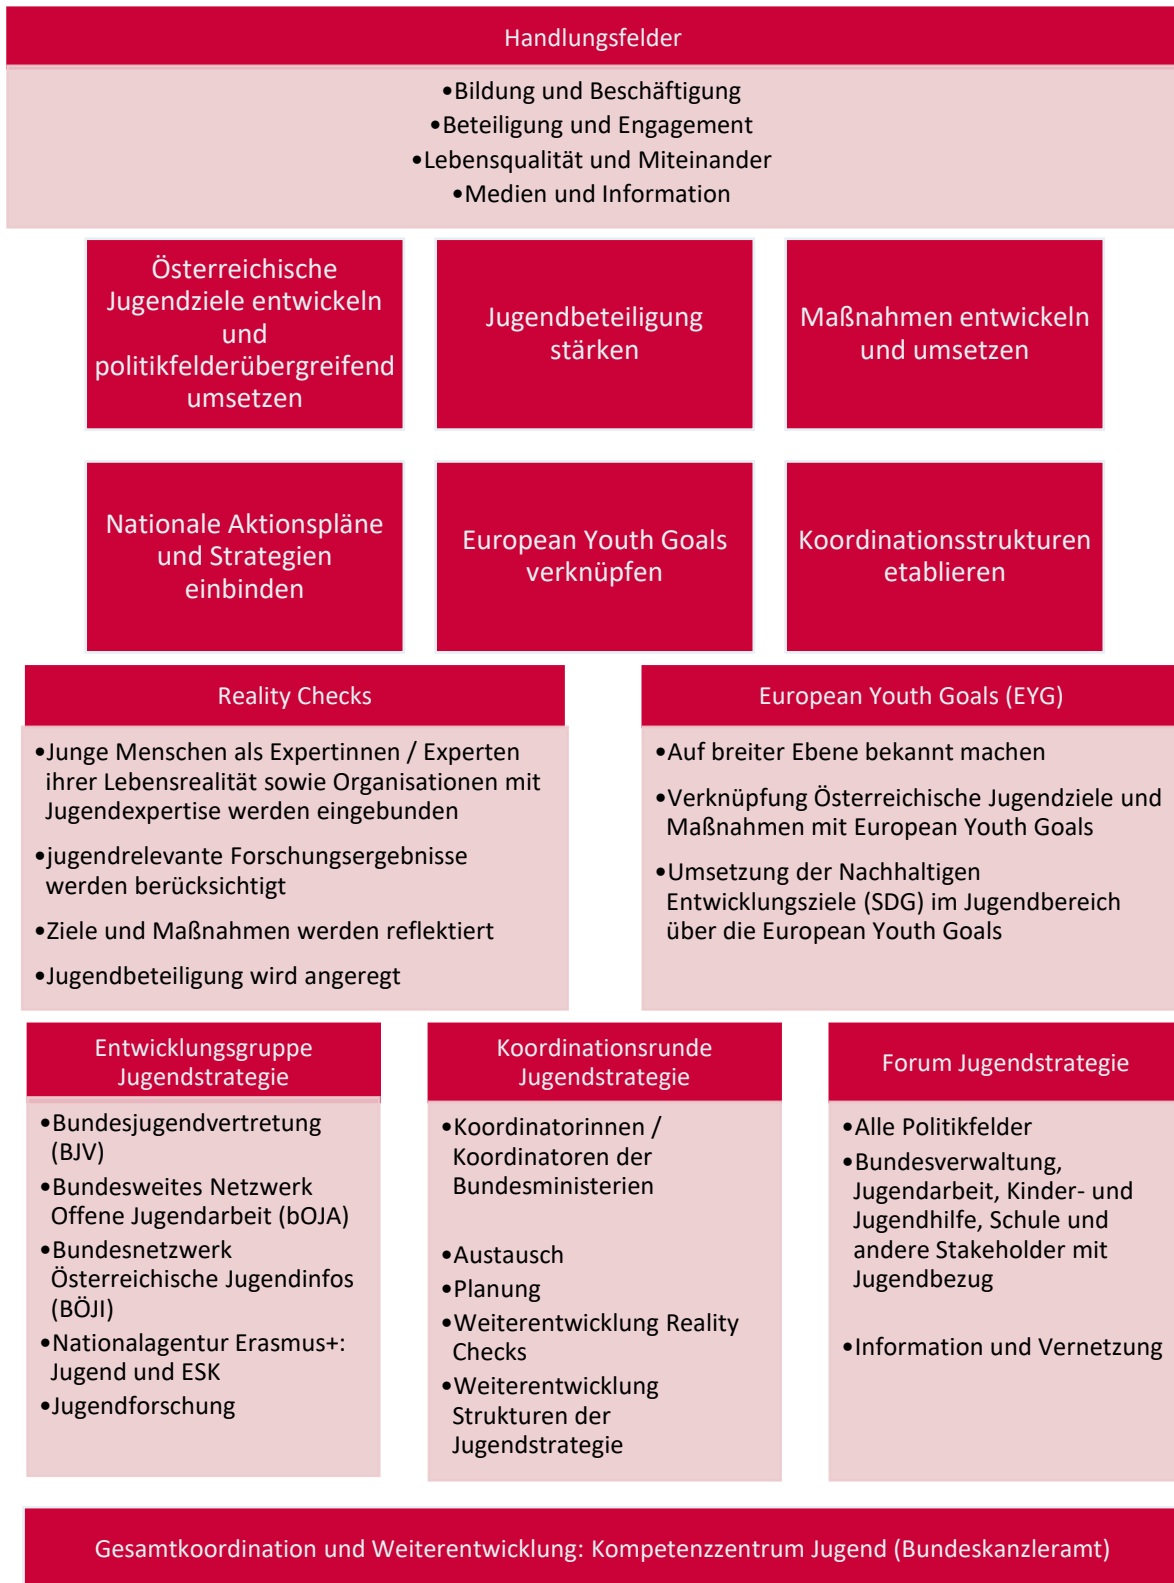 Handlungsfelder
•Bildung und Beschäftigung
•Beteiligung und Engagement
•Lebensqualität und Miteinander
•Medien und Information
Österreichische
Jugendziele entwickeln
und
politikfelderübergreifend
umsetzen
Jugendbeteiligung
stärken
Maßnahmen entwickeln
und umsetzen
Nationale Aktionspläne
und Strategien
einbinden
European Youth Goals
verknüpfen
Koordinationsstrukturen
etablieren
Reality Checks
•Junge Menschen als Expertinnen / Experten
ihrer Lebensrealität sowie Organisationen mit
Jugendexpertise werden eingebunden
•jugendrelevante Forschungsergebnisse
werden berücksichtigt
•Ziele und Maßnahmen werden reflektiert
•Jugendbeteiligung wird angeregt
European Youth Goals (EYG)
•Auf breiter Ebene bekannt machen
•Verknüpfung Österreichische Jugendziele und
Maßnahmen mit European Youth Goals
•Umsetzung der Nachhaltigen
Entwicklungsziele (SDG) im Jugendbereich
über die European Youth Goals
Entwicklungsgruppe
Jugendstrategie
•Bundesjugendvertretung
(BJV)
•Bundesweites Netzwerk
Offene Jugendarbeit (bOJA)
•Bundesnetzwerk
Österreichische Jugendinfos
(BÖJI)
•Nationalagentur Erasmus+:
Jugend und ESK
•Jugendforschung
Koordinationsrunde
Jugendstrategie
•Koordinatorinnen /
Koordinatoren der
Bundesministerien
•Austausch
•Planung
•Weiterentwicklung Reality
Checks
•Weiterentwicklung
Strukturen der
Jugendstrategie
Forum Jugendstrategie
•Alle Politikfelder
•Bundesverwaltung,
Jugendarbeit, Kinder- und
Jugendhilfe, Schule und
andere Stakeholder mit
Jugendbezug
•Information und Vernetzung
Gesamtkoordination und Weiterentwicklung: Kompetenzzentrum Jugend (Bundeskanzleramt)